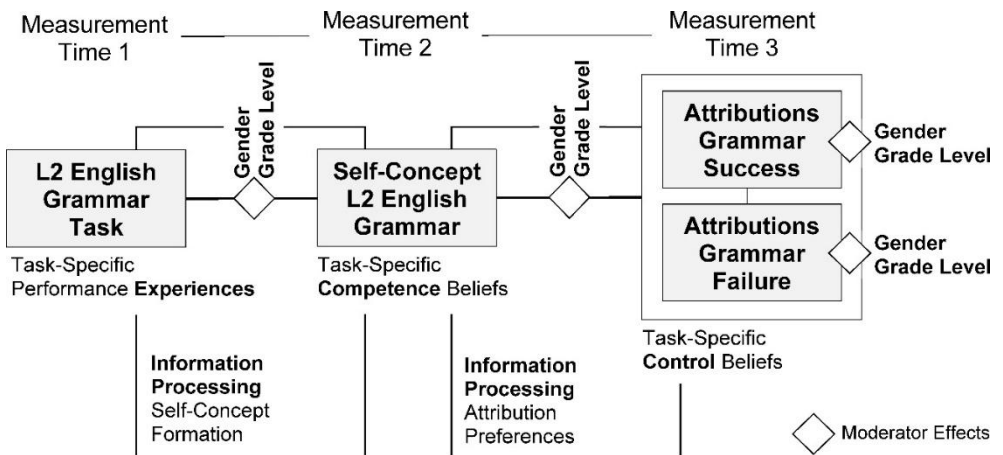 Measurement
Time 1
Measurement
Time 2
Measurement
Time 3
Gender
Grade Level
Gender
Grade Level
L2 English
Grammar
Task
Self-Concept
L2 English
Grammar
Attributions
Grammar
Success
Gender
Grade Level
Attributions
Grammar
Failure
Gender
Grade Level
Task-Specific
Performance Experiences
Task-Specific
Competence Beliefs
Task-Specific
Control Beliefs
Information
Processing
Self-Concept
Formation
Information
Processing
Attribution
Preferences
Moderator Effects